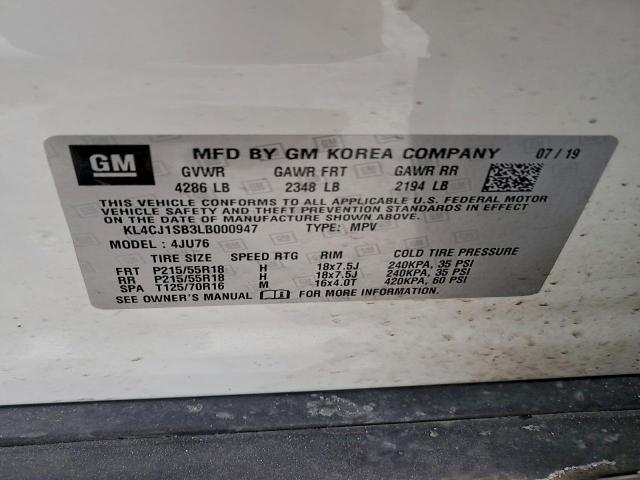 GM MFD BY GM KOREA COMPANY 07/19
GVWR GAWR FRT GAWR RR
4286 LB 2348 LB 2194 LB
THIS VEHICLE CONFORMS TO ALL APPLICABLE U.S. FEDERAL MOTOR
VEHICLE SAFETY AND THEFT PREVENTION STANDARDS IN EFFECT
ON THE DATE OF MANUFACTURE SHOWN ABOVE.
KL4CJ1SB3LB000947 TYPE: MPV
MODEL : 4JU76
TIRE SIZE SPEED RTG RIM COLD TIRE PRESSURE
FRT P215/55R18 H 18x7.5J 240KPA, 35 PSI
RR P215/55R18 H 18x7.5J 240KPA, 35 PSI
SPA T125/70R16 M 16x4.0T 420KPA, 60 PSI
SEE OWNER'S MANUAL FOR MORE INFORMATION.